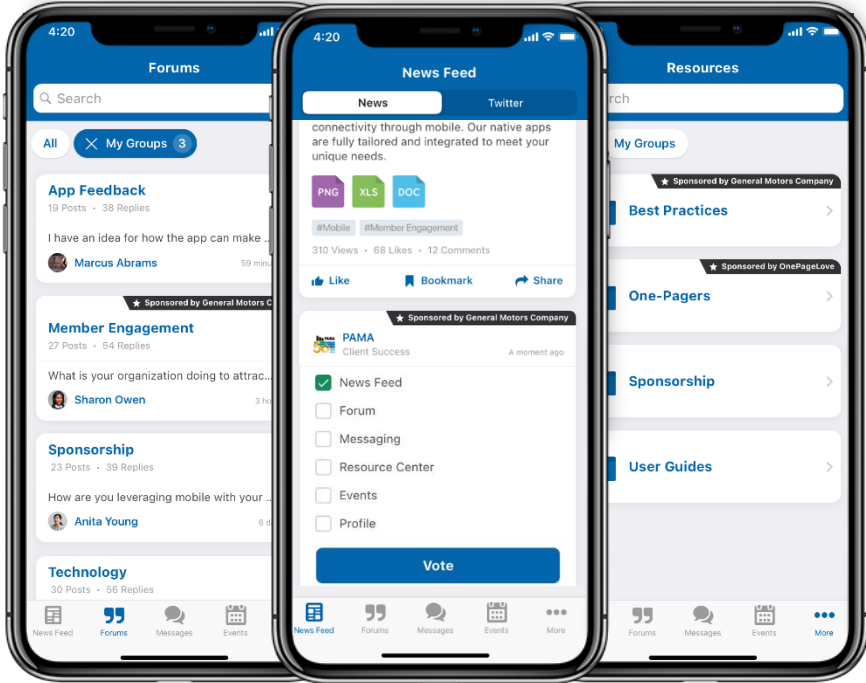 4:20
Forums
Search
All
My Groups 3
App Feedback
19 Posts • 38 Replies
I have an idea for how the app can make ...
Marcus Abrams
59 minu
Sponsored by General Motors C
Member Engagement
27 Posts • 54 Replies
What is your organization doing to attrac...
Sharon Owen
3 ho
Sponsorship
23 Posts • 39 Replies
How are you leveraging mobile with your ..
Anita Young
6 d
Technology
30 Posts • 56 Replies
News Feed
Forums
Messages
Events
4:20
News Feed
News
Twitter
connectivity through mobile. Our native apps
are fully tailored and integrated to meet your
unique needs.
PNG
XLS
DOC
#Mobile
#Member Engagement
310 Views • 68 Likes • 12 Comments
Like
Bookmark
Share
Sponsored by General Motors Company
PAMA
Client Success
A moment ago
News Feed
Forum
Messaging
Resource Center
Events
Profile
Vote
News Feed
Forums
Messages
Events
More
Resources
rch
My Groups
Sponsored by General Motors Company
Best Practices
Sponsored by OnePageLove
One-Pagers
Sponsorship
User Guides
Forums
Messages
Events
More